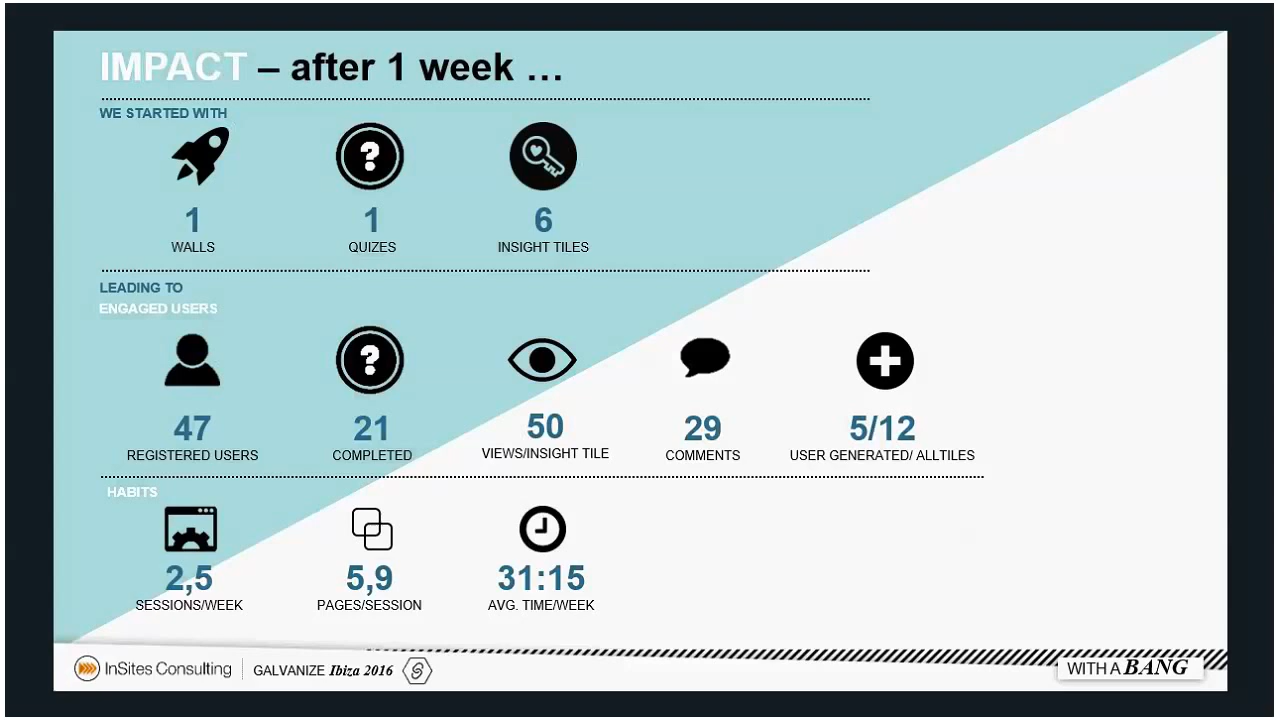 IMPACT – after 1 week …
WE STARTED WITH
? 
1 1 6
WALLS QUIZES INSIGHT TILES
LEADING TO
ENGAGED USERS
?
47 21 50 29 5/12
REGISTERED USERS COMPLETED VIEWS/INSIGHT TILE COMMENTS USER GENERATED/ ALLTILES
HABITS
2,5 5,9 31:15
SESSIONS/WEEK PAGES/SESSION AVG. TIME/WEEK
InSites Consulting GALVANIZE Ibiza 2016 WITH A BANG